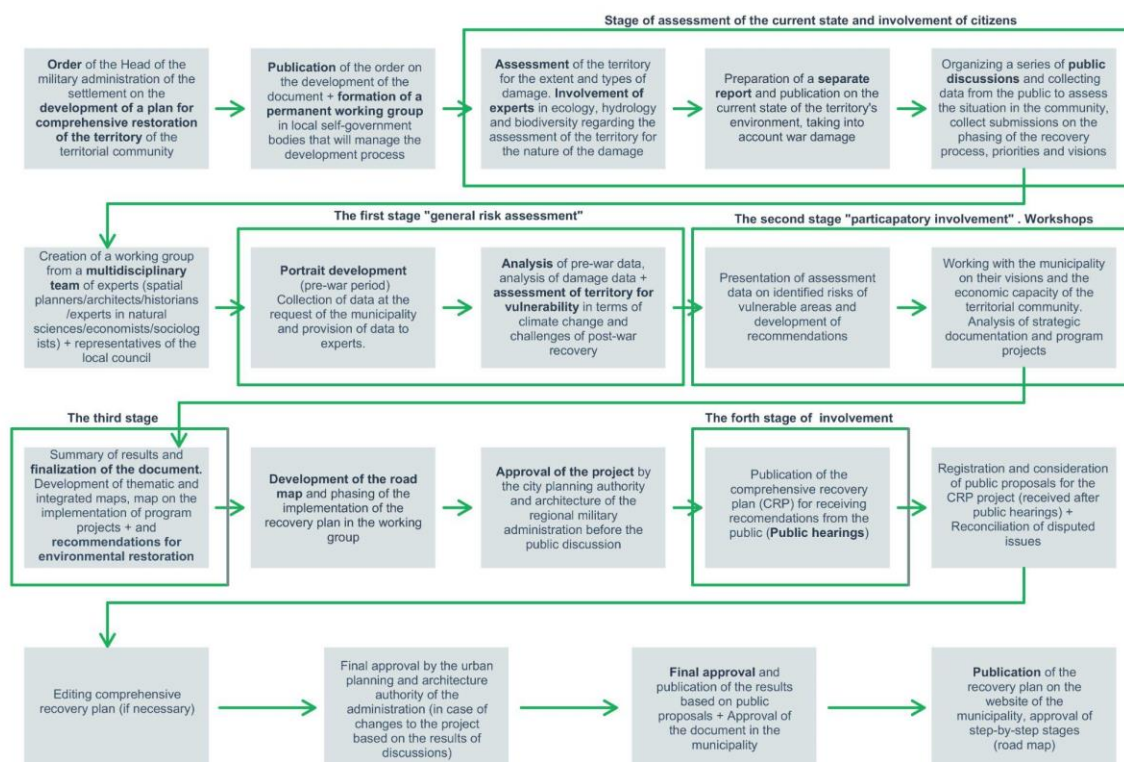 Stage of assessment of the current state and involvement of citizens
Order of the Head of the
military administration of the
settlement on the
development of a plan for
comprehensive restoration
of the territory of the
territorial community
Publication of the order on
the development of the
document + formation of a
permanent working group
in local self-government
bodies that will manage the
development process
Assessment of the territory
for the extent and types of
damage. Involvement of
experts in ecology, hydrology
and biodiversity regarding the
assessment of the territory for
the nature of the damage
Preparation of a separate
report and publication on the
current state of the territory's
environment, taking into
account war damage
Organizing a series of public
discussions and collecting
data from the public to assess
the situation in the community,
collect submissions on the
phasing of the recovery
process, priorities and visions
The first stage "general risk assessment"
The second stage "particapatory involvement" . Workshops
Creation of a working group
from a multidisciplinary
team of experts (spatial
planners/architects/historians
/experts in natural
sciences/economists/sociolog
ists) + representatives of the
local council
Portrait development
(pre-war period)
Collection of data at the
request of the municipality
and provision of data to
experts.
Analysis of pre-war data,
analysis of damage data +
assessment of territory for
vulnerability in terms of
climate change and
challenges of post-war
recovery
Presentation of assessment
data on identified risks of
vulnerable areas and
development of
recommendations
Working with the municipality
on their visions and the
economic capacity of the
territorial community.
Analysis of strategic
documentation and program
projects
The third stage
The forth stage of involvement
Summary of results and
finalization of the document.
Development of thematic and
integrated maps, map on the
implementation of program
projects + and
recommendations for
environmental restoration
Development of the road
map and phasing of the
implementation of the
recovery plan in the working
group
Approval of the project by
the city planning authority
and architecture of the
regional military
administration before the
public discussion
Publication of the
comprehensive recovery
plan (CRP) for receiving
recomendations from the
public (Public hearings)
Registration and consideration
of public proposals for the
CRP project (received after
public hearings) +
Reconciliation of disputed
issues
Editing comprehensive
recovery plan (if necessary)
Final approval by the urban
planning and architecture
authority of the
administration (in case of
changes to the project
based on the results of
discussions)
Final approval and
publication of the results
based on public
proposals + Approval of
the document in the
municipality
Publication of the
recovery plan on the
website of the
municipality, approval of
step-by-step stages
(road map)